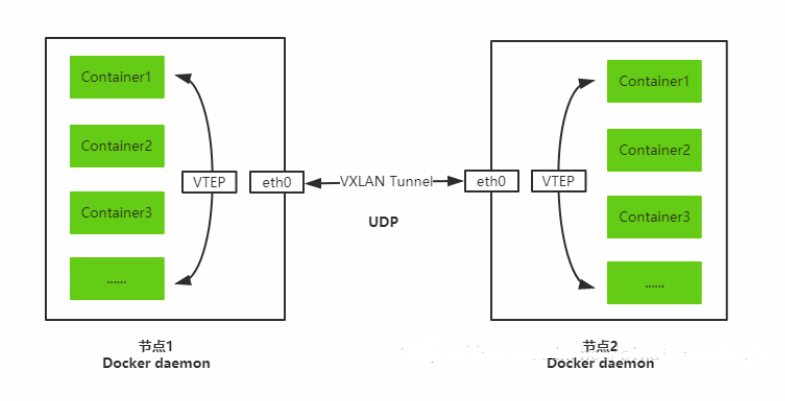 Container1
Container2
Container3
......
VTEP
eth0
VXLAN Tunnel
UDP
eth0
VTEP
Container1
Container2
Container3
......
节点1
Docker daemon
节点2
Docker daemon